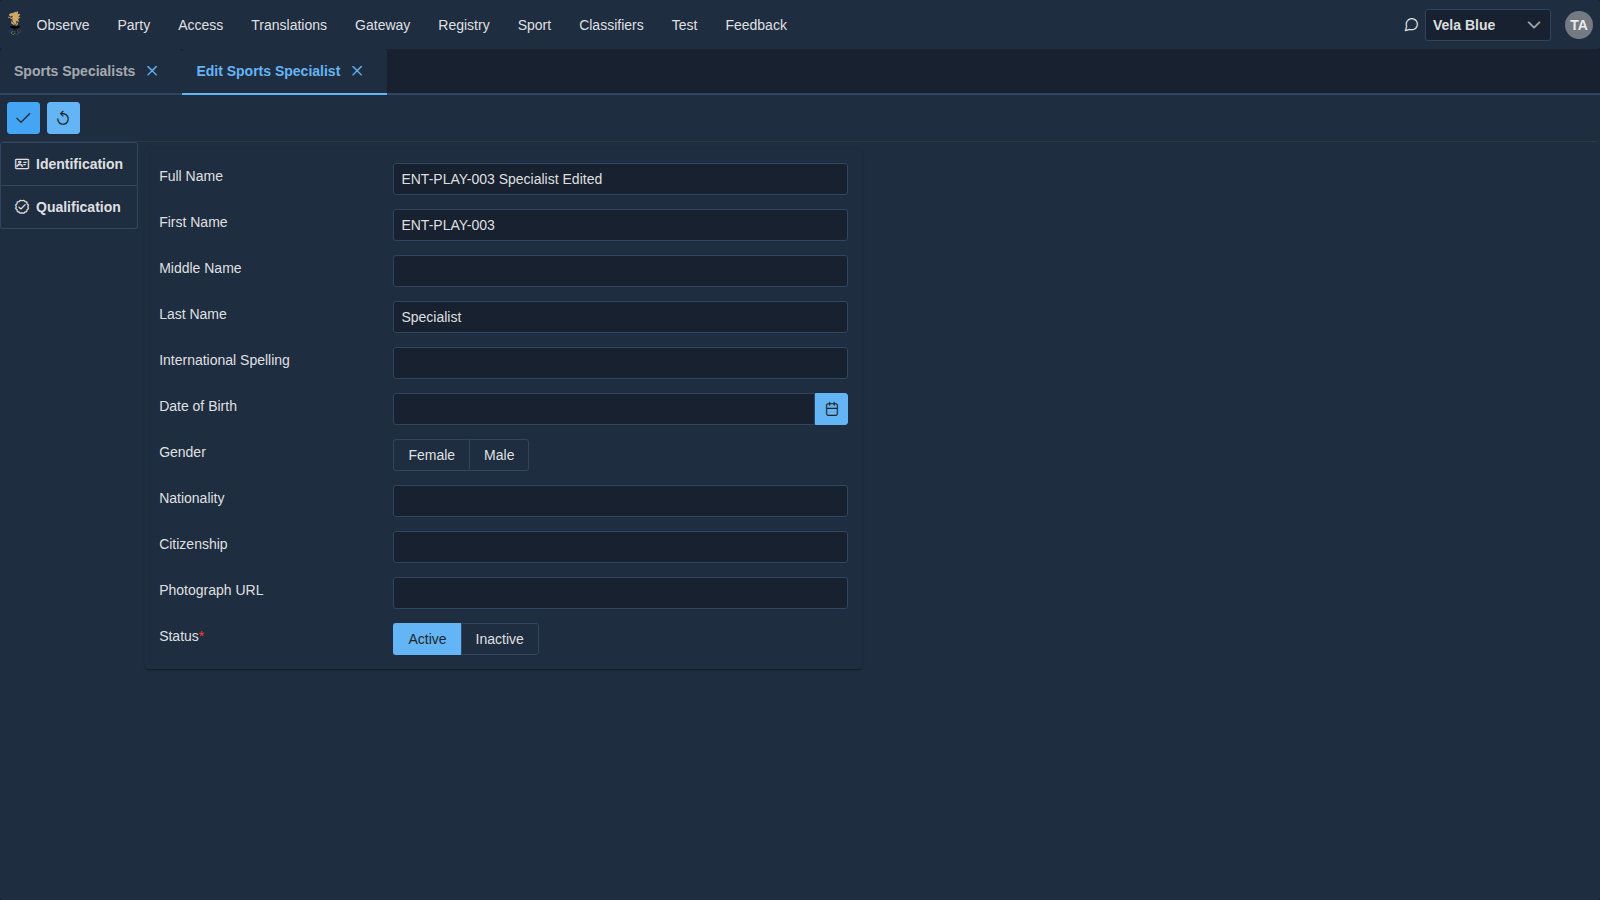 Observe Party Access Translations Gateway Registry Sport Classifiers Test Feedback Vela Blue TA
Sports Specialists Edit Sports Specialist
Identification
Qualification
Full Name ENT-PLAY-003 Specialist Edited
First Name ENT-PLAY-003
Middle Name
Last Name Specialist
International Spelling
Date of Birth
Gender Female Male
Nationality
Citizenship
Photograph URL
Status* Active Inactive